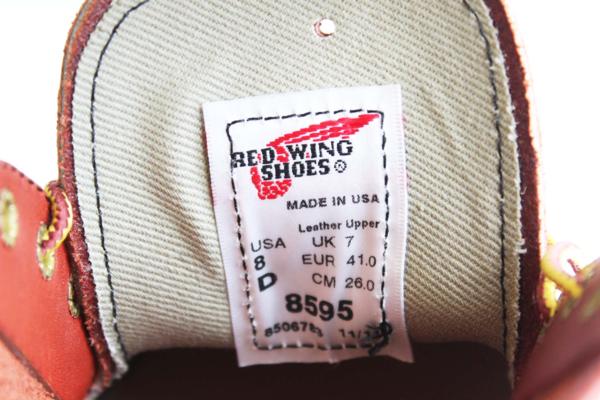 RED WING
SHOES®
MADE IN USA
Leather Upper
USA UK 7
8 EUR 41.0
D CM 26.0
8595